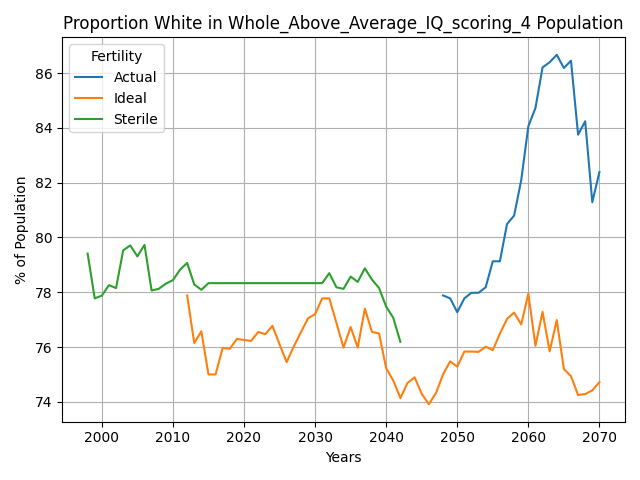 Proportion White in Whole_Above_Average_IQ_scoring_4 Population
Fertility
Actual
Ideal
Sterile
% of Population
86
84
82
80
78
76
74
2000 2010 2020 2030 2040 2050 2060 2070
Years